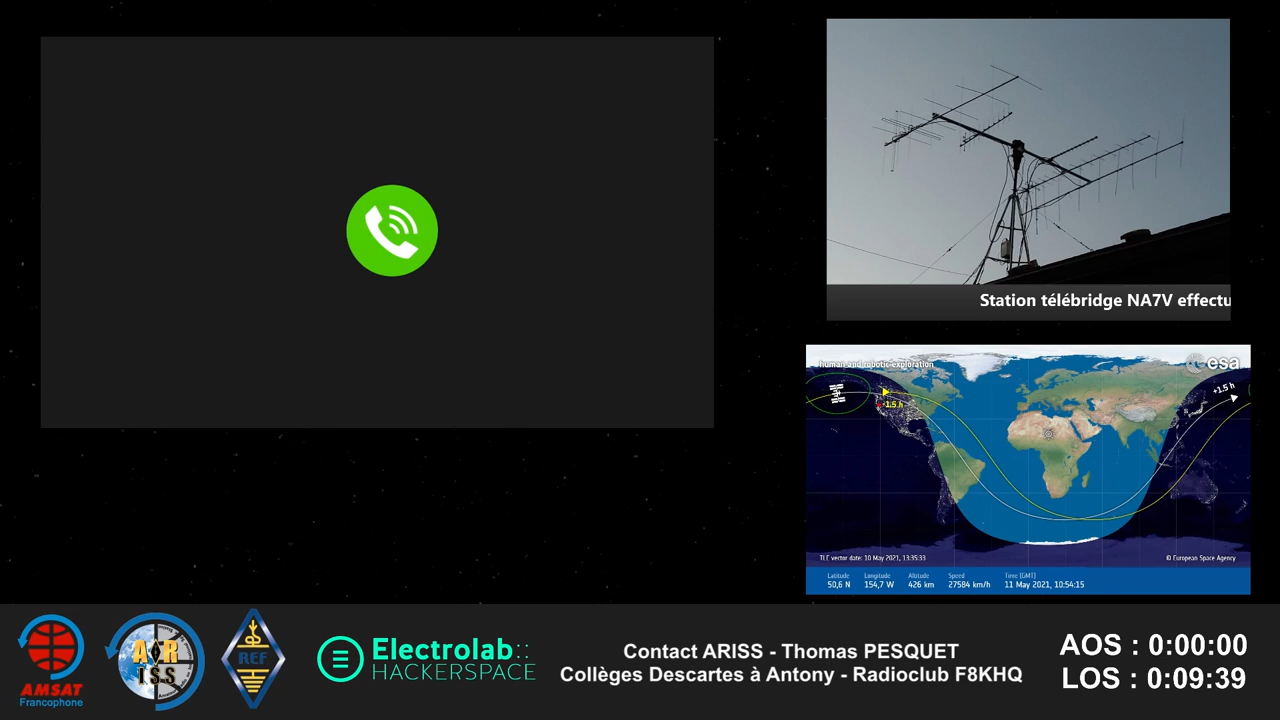 Station télébridge NA7V effectu
human and robotic exploration
esa
-1.5 h
+1.5 h
TLE vector date: 10 May 2021, 13:35:33
© European Space Agency
Latitude Longitude Altitude Speed Time (GMT)
50,6 N 154,7 W 426 km 27584 km/h 11 May 2021, 10:54:15
AMSAT
Francophone
AR
ISS
REF
Electrolab::
HACKERSPACE
Contact ARISS - Thomas PESQUET
Collèges Descartes à Antony - Radioclub F8KHQ
AOS : 0:00:00
LOS : 0:09:39